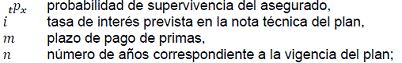 ₜpₓ probabilidad de supervivencia del asegurado,
i tasa de interés prevista en la nota técnica del plan,
m plazo de pago de primas,
n número de años correspondiente a la vigencia del plan;